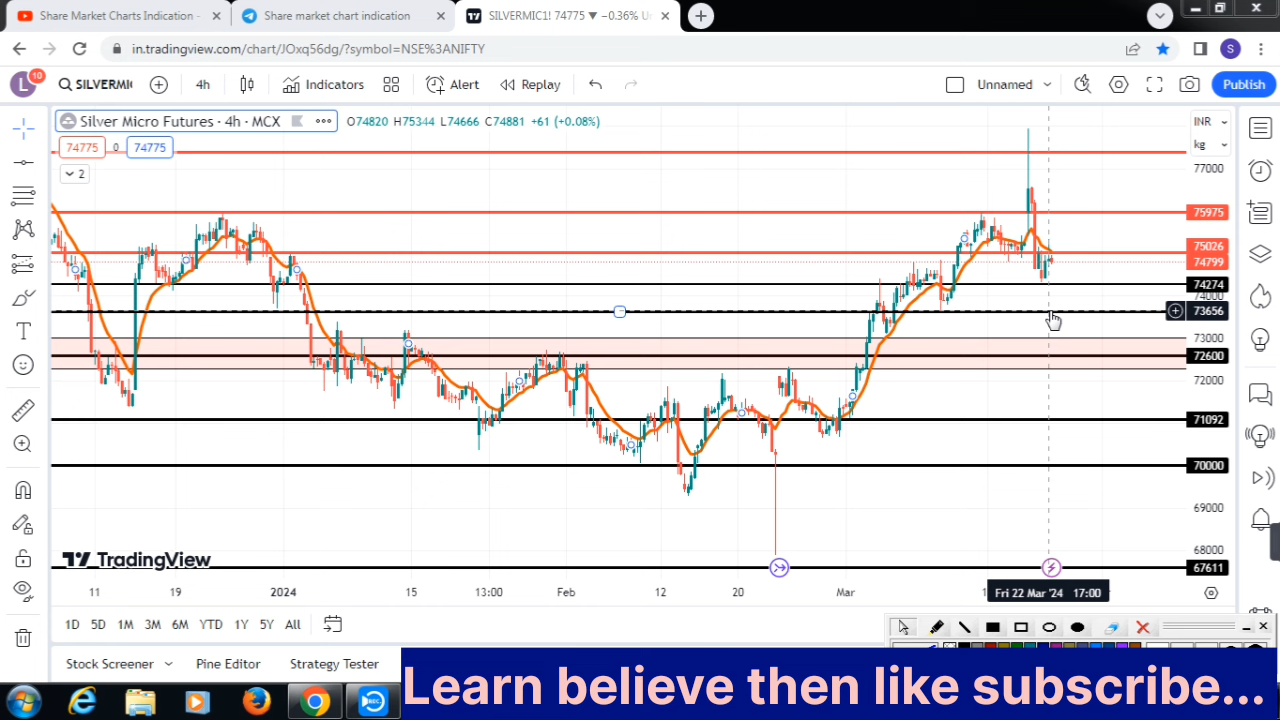 Share Market Charts Indication -
Share market chart indication
SILVERMIC1! 74775 ▼ −0.36% U
in.tradingview.com/chart/JOxq56dg/?symbol=NSE%3ANIFTY
S
L
10
SILVERMI
4h
Indicators
Alert
Replay
Unnamed
Publish
Silver Micro Futures · 4h · MCX
O74820 H75344 L74666 C74881 +61 (+0.08%)
INR
kg
74775
0
74775
2
77000
75975
75026
74799
74274
74000
73656
73000
72600
72000
71092
70000
69000
68000
67611
TradingView
11
19
2024
15
13:00
Feb
12
20
Mar
Fri 22 Mar '24 17:00
1D
5D
1M
3M
6M
YTD
1Y
5Y
All
Stock Screener
Pine Editor
Strategy Tester
REC
Learn believe then like subscribe...